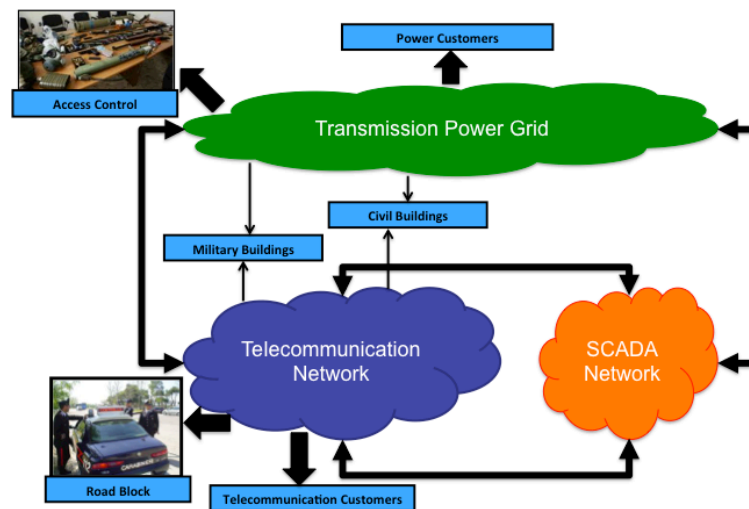 Power Customers
Access Control
Transmission Power Grid
Civil Buildings
Military Buildings
Telecommunication
Network
SCADA
Network
CARABINIERI
Road Block
Telecommunication Customers